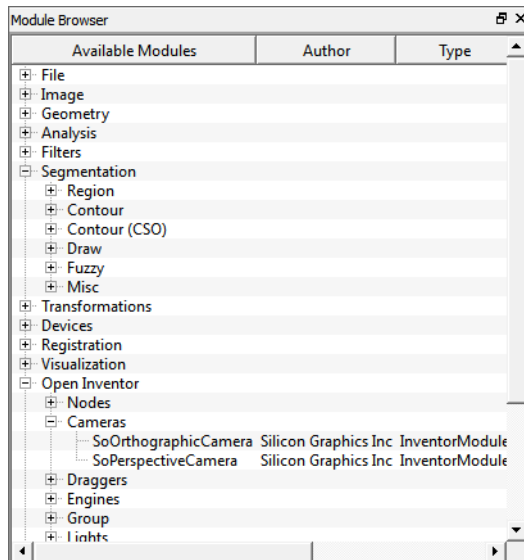 Module Browser
Available Modules Author Type
File
Image
Geometry
Analysis
Filters
Segmentation
Region
Contour
Contour (CSO)
Draw
Fuzzy
Misc
Transformations
Devices
Registration
Visualization
Open Inventor
Nodes
Cameras
SoOrthographicCamera Silicon Graphics Inc InventorModule
SoPerspectiveCamera Silicon Graphics Inc InventorModule
Draggers
Engines
Group
Lights